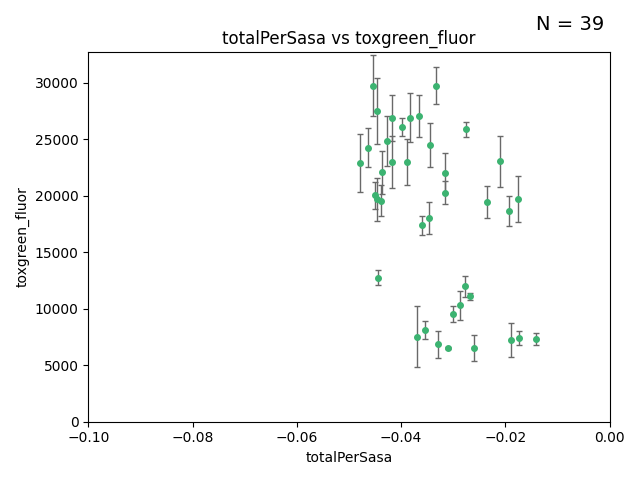 N = 39
totalPerSasa vs toxgreen_fluor
toxgreen_fluor
30000
25000
20000
15000
10000
5000
0
−0.10 −0.08 −0.06 −0.04 −0.02 0.00
totalPerSasa